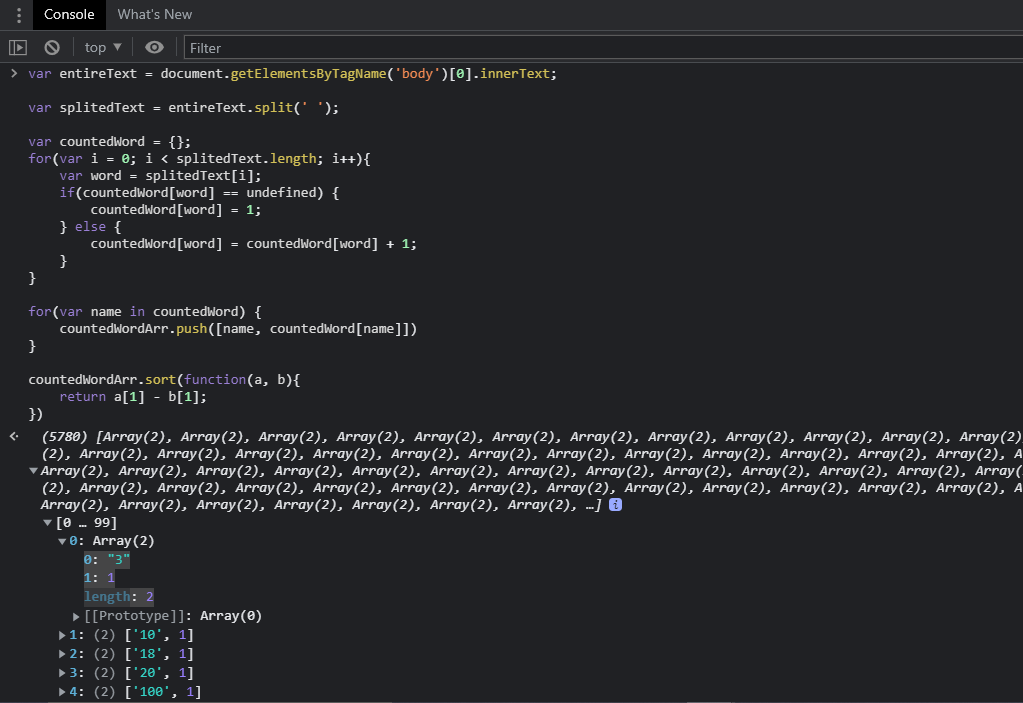 Console What's New
top ▼ Filter
> var entireText = document.getElementsByTagName('body')[0].innerText;
var splitedText = entireText.split(' ');
var countedWord = {};
for(var i = 0; i < splitedText.length; i++){
var word = splitedText[i];
if(countedWord[word] == undefined) {
countedWord[word] = 1;
} else {
countedWord[word] = countedWord[word] + 1;
}
}
for(var name in countedWord) {
countedWordArr.push([name, countedWord[name]])
}
countedWordArr.sort(function(a, b){
return a[1] - b[1];
})
(5780) [Array(2), Array(2), Array(2), Array(2), Array(2), Array(2), Array(2), Array(2), Array(2), Array(2), Array(2), Array(2)
(2), Array(2), Array(2), Array(2), Array(2), Array(2), Array(2), Array(2), Array(2), Array(2), Array(2), Array(2), Array(2), A
▼Array(2), Array(2), Array(2), Array(2), Array(2), Array(2), Array(2), Array(2), Array(2), Array(2), Array(2), Array(2), Array(
(2), Array(2), Array(2), Array(2), Array(2), Array(2), Array(2), Array(2), Array(2), Array(2), Array(2), Array(2), Array(2), A
Array(2), Array(2), Array(2), Array(2), Array(2), Array(2), Array(2), …] i
▼[0 … 99]
▼0: Array(2)
0: "3"
1: 1
length: 2
▶[[Prototype]]: Array(0)
▶1: (2) ['10', 1]
▶2: (2) ['18', 1]
▶3: (2) ['20', 1]
▶4: (2) ['100', 1]